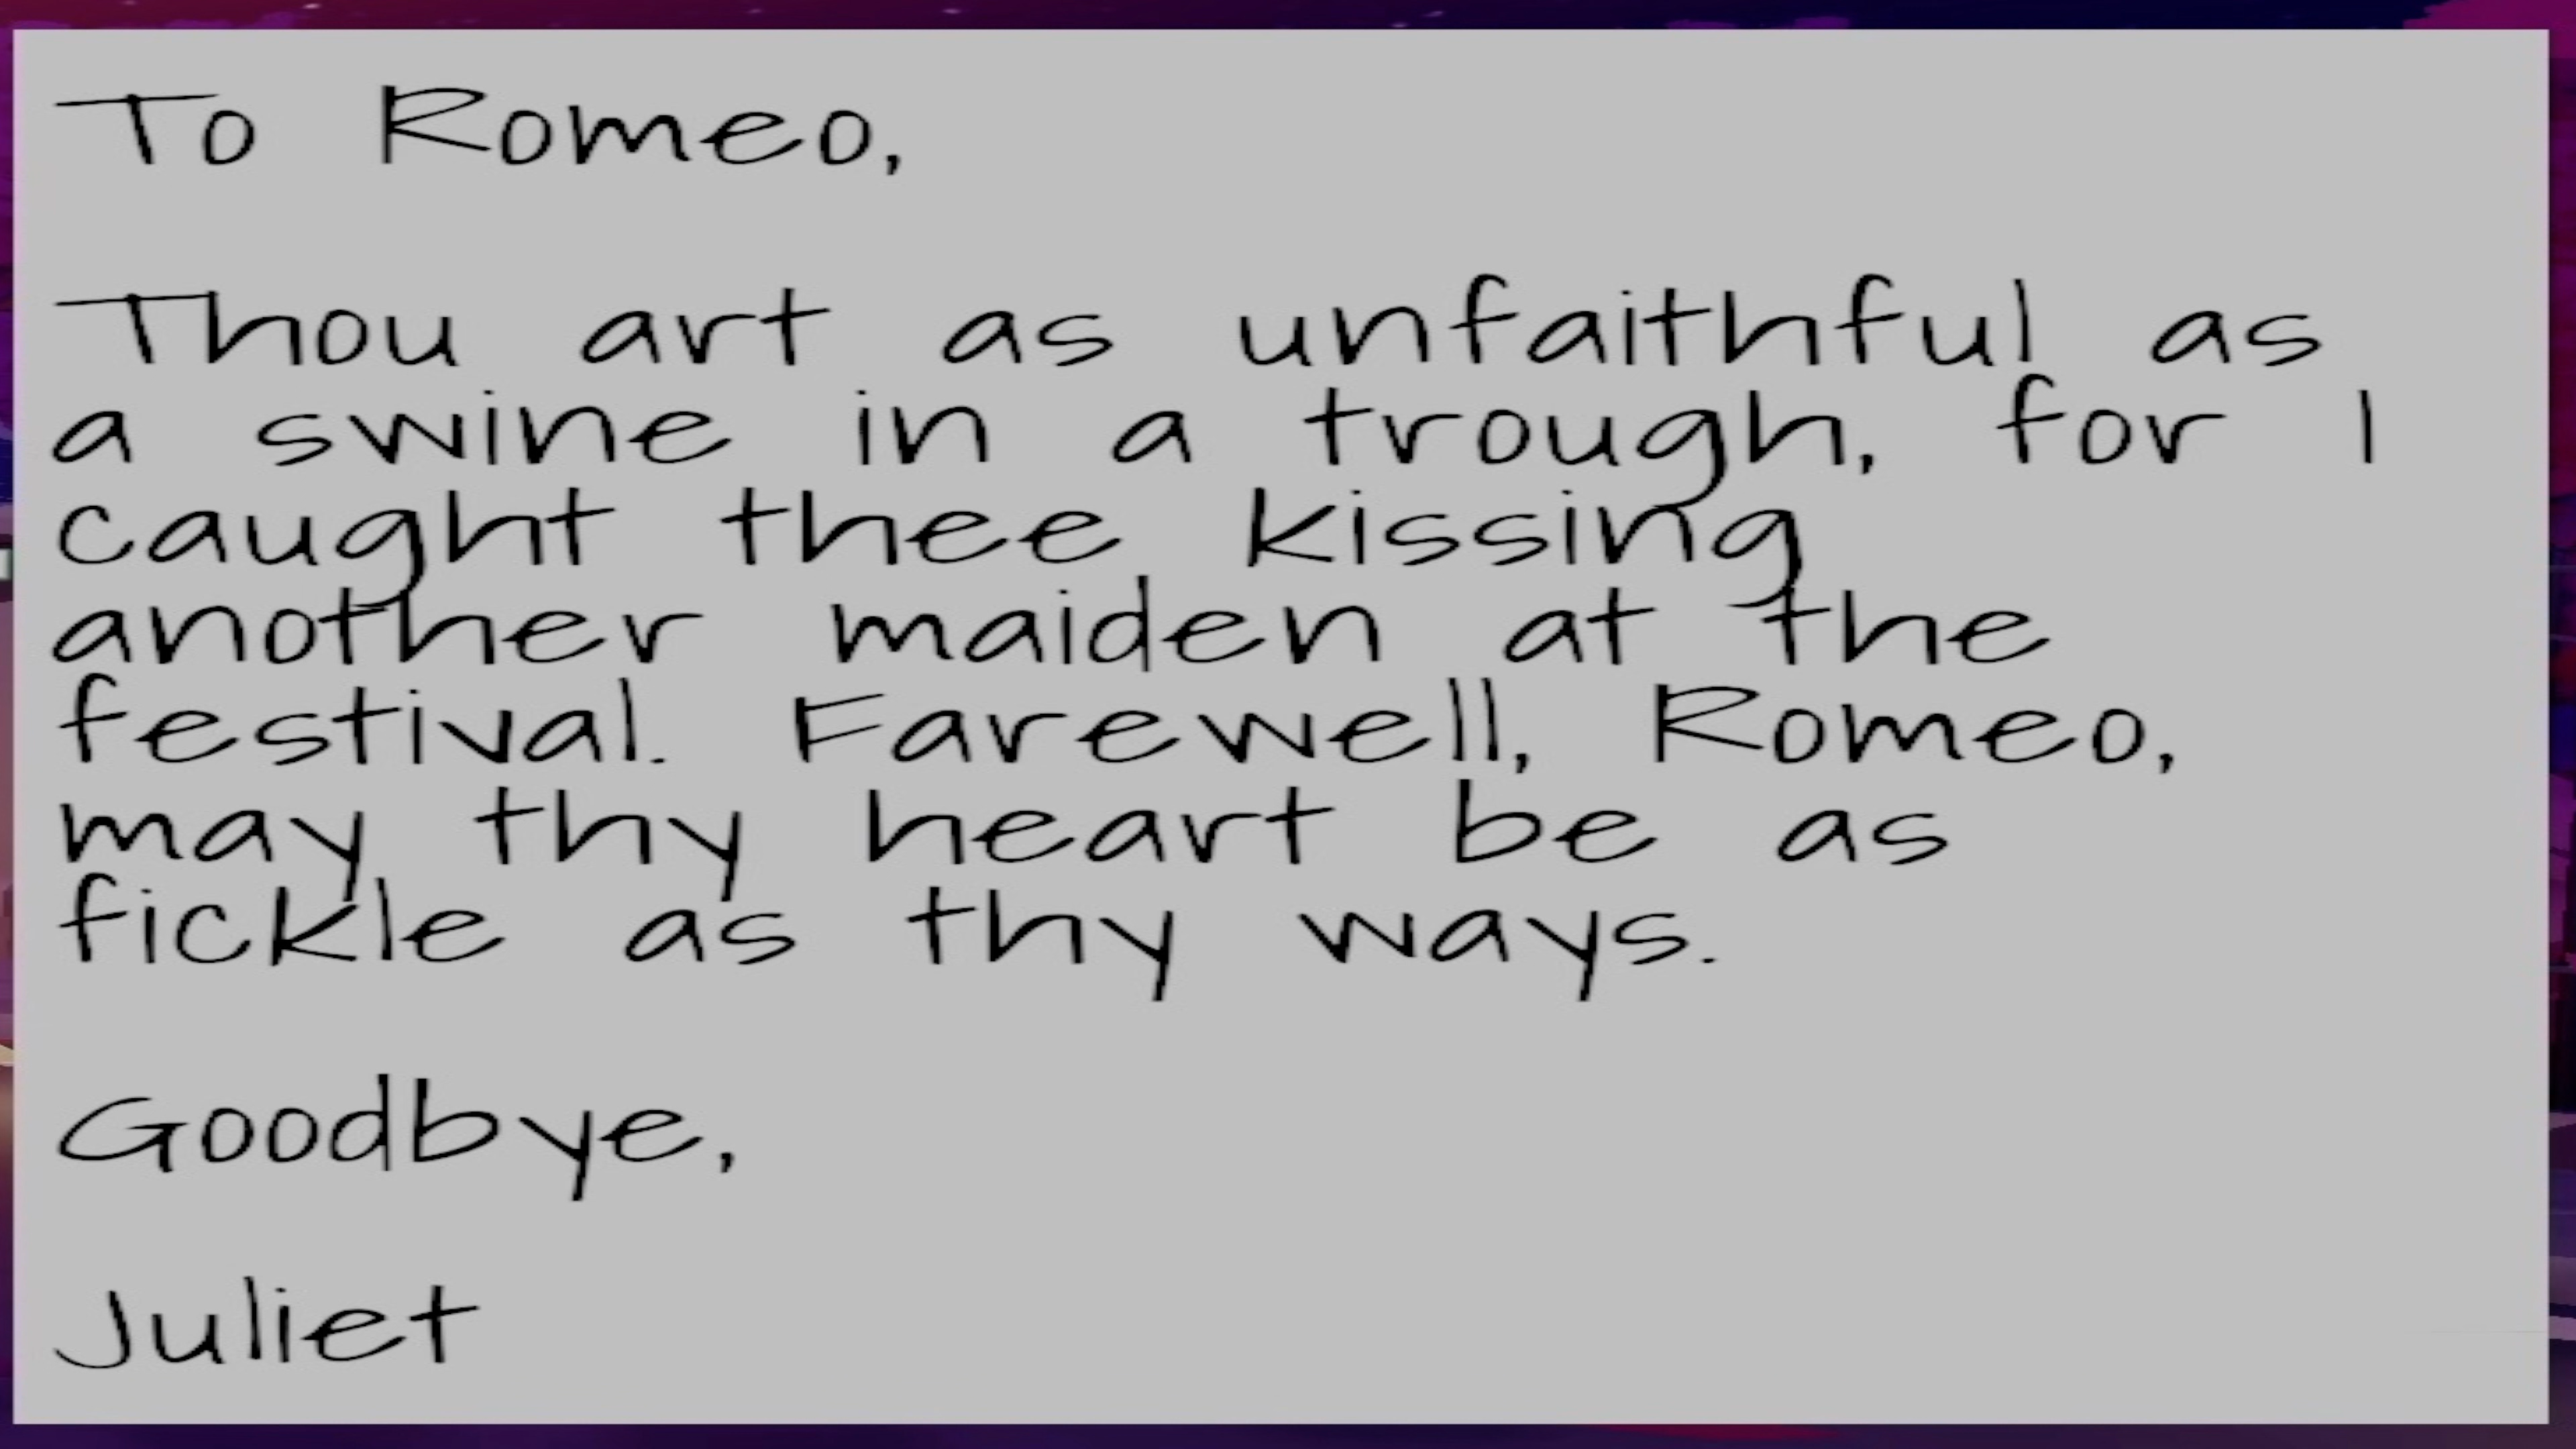 To Romeo,
Thou art as unfaithful as
a swine in a trough, for I
caught thee kissing
another maiden at the
festival. Farewell, Romeo,
may thy heart be as
fickle as thy ways.
Goodbye,
Juliet